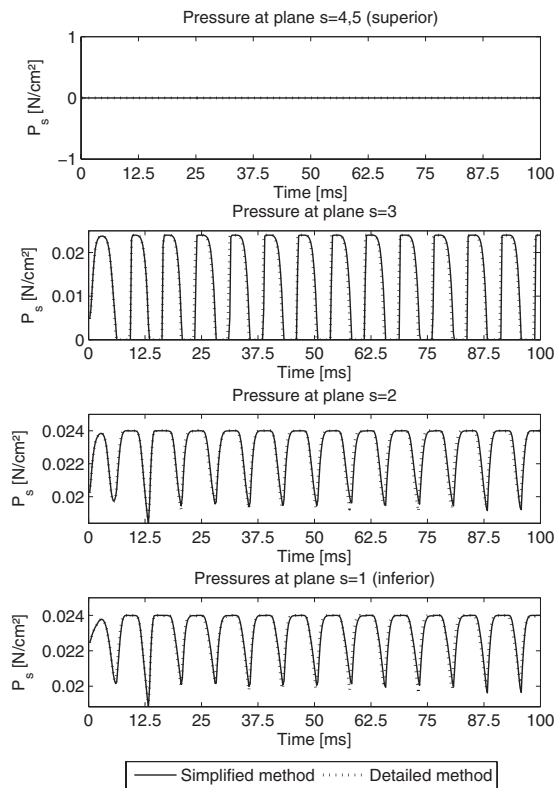 Pressure at plane s=4,5 (superior)
P_s [N/cm²]
1
0
−1
0 12.5 25 37.5 50 62.5 75 87.5 100
Time [ms]
Pressure at plane s=3
P_s [N/cm²]
0.02
0.01
0
0 12.5 25 37.5 50 62.5 75 87.5 100
Time [ms]
Pressure at plane s=2
P_s [N/cm²]
0.024
0.022
0.02
0 12.5 25 37.5 50 62.5 75 87.5 100
Time [ms]
Pressures at plane s=1 (inferior)
P_s [N/cm²]
0.024
0.022
0.02
0 12.5 25 37.5 50 62.5 75 87.5 100
Time [ms]
Simplified method Detailed method